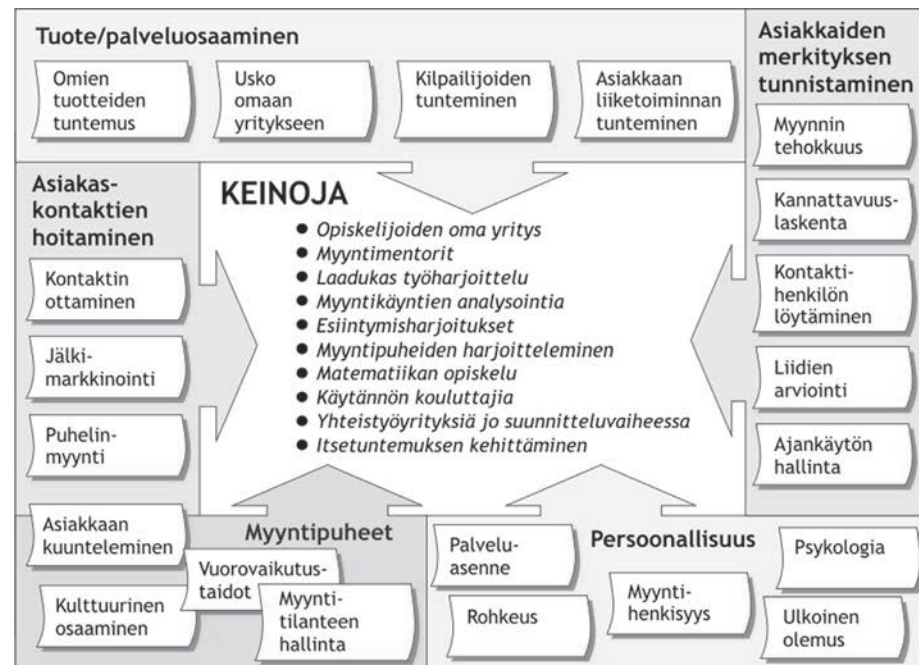 Tuote/palveluosaaminen
Omien
tuotteiden
tuntemus
Usko
omaan
yritykseen
Kilpailijoiden
tunteminen
Asiakkaan
liiketoiminnan
tunteminen
Asiakkaiden
merkityksen
tunnistaminen
Myynnin
tehokkuus
Kannattavuus-
laskenta
Kontakti-
henkilön
löytäminen
Liidien
arviointi
Ajankäytön
hallinta
Asiakas-
kontaktien
hoitaminen
Kontaktin
ottaminen
Jälki-
markkinointi
Puhelin-
myynti
KEINOJA
● Opiskelijoiden oma yritys
● Myyntimentorit
● Laadukas työharjoittelu
● Myyntikäyntien analysointia
● Esiintymisharjoitukset
● Myyntipuheiden harjoitteleminen
● Matematiikan opiskelu
● Käytännön kouluttajia
● Yhteistyöyrityksiä jo suunnitteluvaiheessa
● Itsetuntemuksen kehittäminen
Myyntipuheet
Asiakkaan
kuunteleminen
Vuorovaikutus-
taidot
Kulttuurinen
osaaminen
Myynti-
tilanteen
hallinta
Persoonallisuus
Palvelu-
asenne
Rohkeus
Myynti-
henkisyys
Psykologia
Ulkoinen
olemus